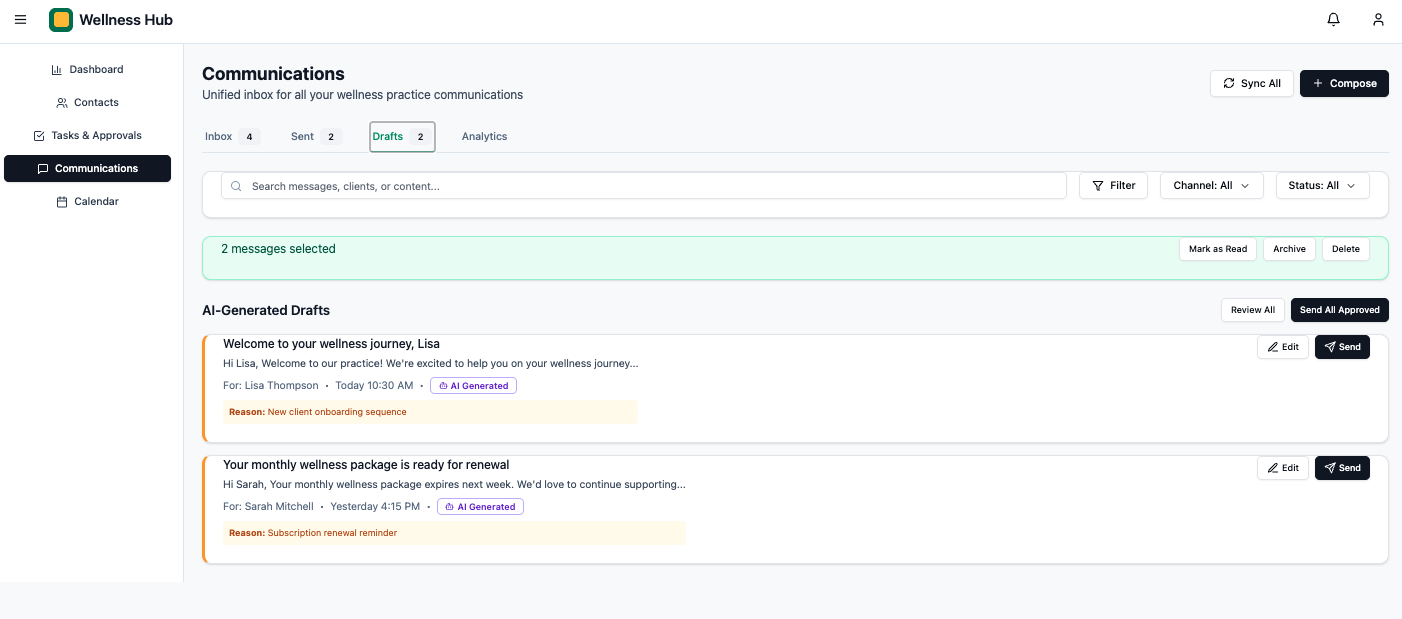 Wellness Hub
Dashboard
Contacts
Tasks & Approvals
Communications
Calendar
Communications
Unified inbox for all your wellness practice communications
Sync All
Compose
Inbox 4 Sent 2 Drafts 2 Analytics
Search messages, clients, or content...
Filter
Channel: All
Status: All
2 messages selected
Mark as Read
Archive
Delete
AI-Generated Drafts
Review All
Send All Approved
Welcome to your wellness journey, Lisa
Edit
Send
Hi Lisa, Welcome to our practice! We're excited to help you on your wellness journey...
For: Lisa Thompson • Today 10:30 AM • AI Generated
Reason: New client onboarding sequence
Your monthly wellness package is ready for renewal
Edit
Send
Hi Sarah, Your monthly wellness package expires next week. We'd love to continue supporting...
For: Sarah Mitchell • Yesterday 4:15 PM • AI Generated
Reason: Subscription renewal reminder